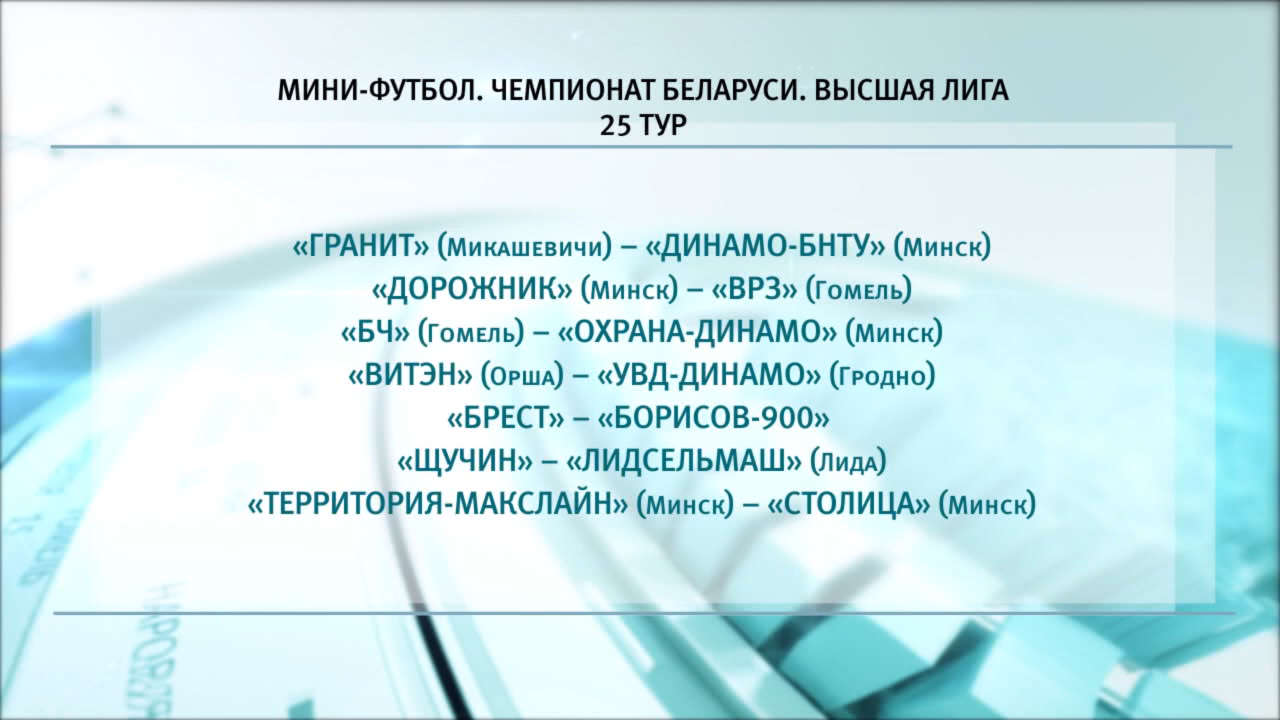 МИНИ-ФУТБОЛ. ЧЕМПИОНАТ БЕЛАРУСИ. ВЫСШАЯ ЛИГА
25 ТУР
«ГРАНИТ» (Микашевичи) – «ДИНАМО-БНТУ» (Минск)
«ДОРОЖНИК» (Минск) – «ВРЗ» (Гомель)
«БЧ» (Гомель) – «ОХРАНА-ДИНАМО» (Минск)
«ВИТЭН» (Орша) – «УВД-ДИНАМО» (Гродно)
«БРЕСТ» – «БОРИСОВ-900»
«ЩУЧИН» – «ЛИДСЕЛЬМАШ» (Лида)
«ТЕРРИТОРИЯ-МАКСЛАЙН» (Минск) – «СТОЛИЦА» (Минск)